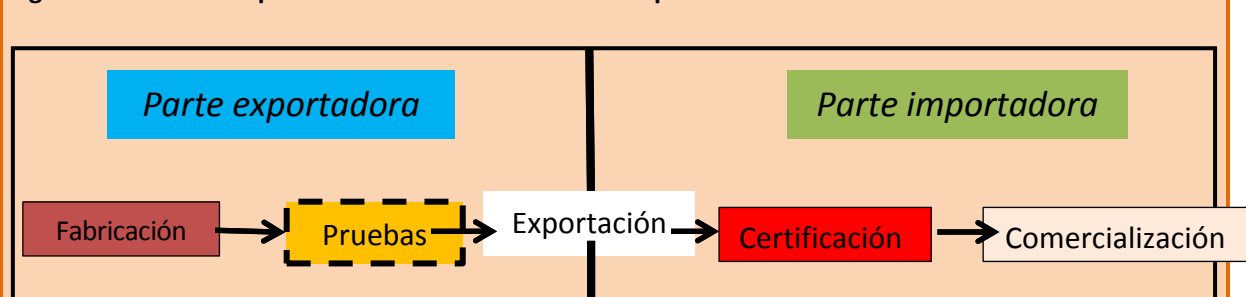 Parte exportadora
Parte importadora
Fabricación
Pruebas
Exportación
Certificación
Comercialización